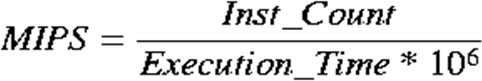 MIPS = Inst_Count / Execution_Time * 10^6